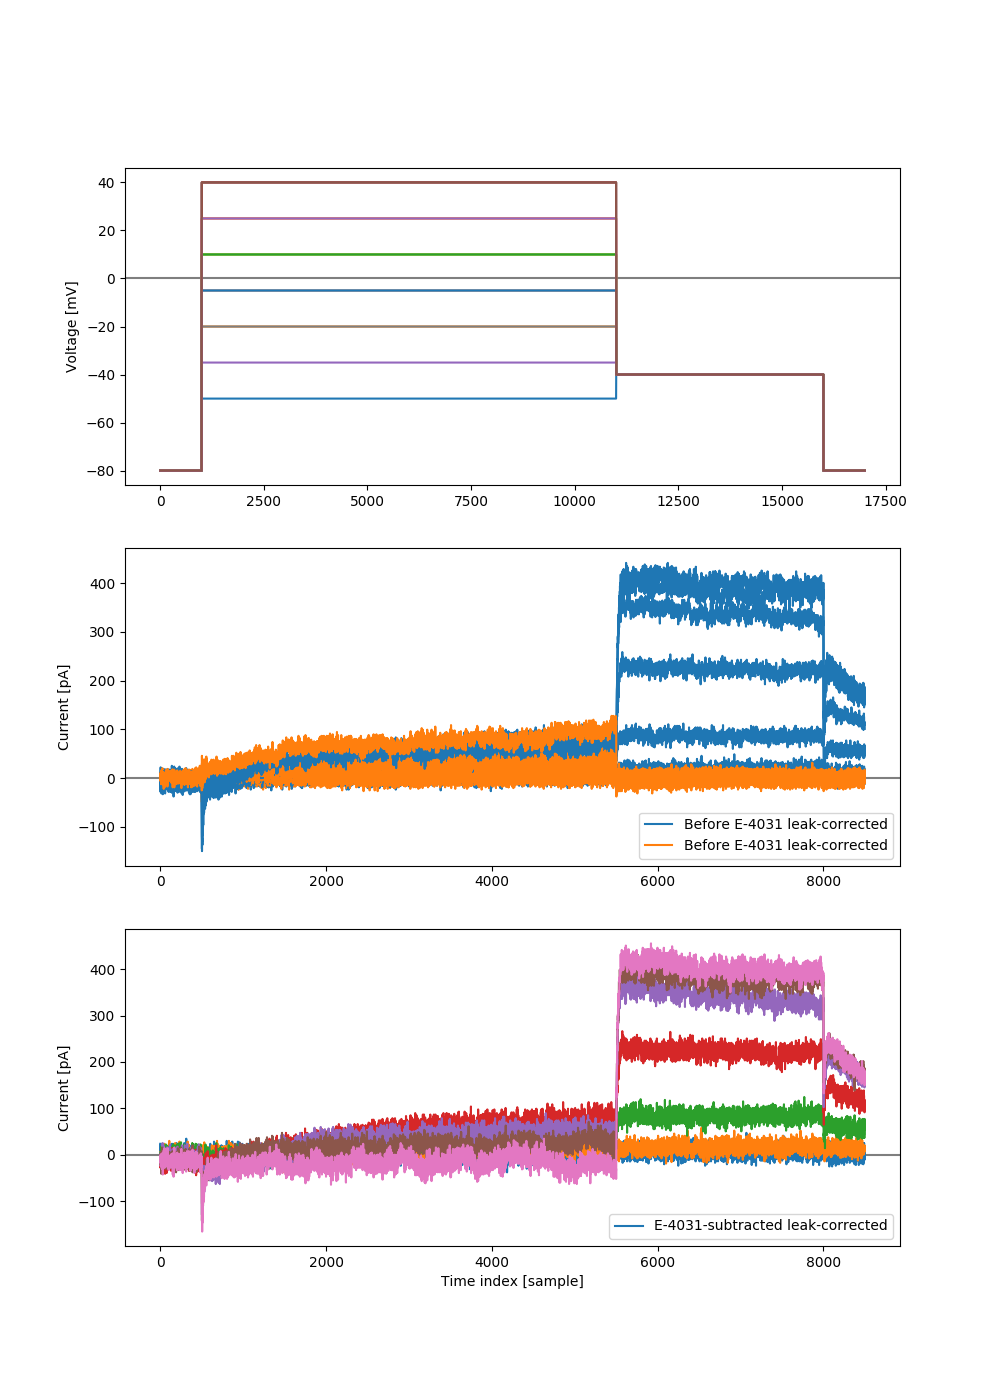 Voltage [mV]
40
20
0
−20
−40
−60
−80
0 2500 5000 7500 10000 12500 15000 17500
Current [pA]
400
300
200
100
0
−100
Before E-4031 leak-corrected
Before E-4031 leak-corrected
0 2000 4000 6000 8000
Current [pA]
400
300
200
100
0
−100
E-4031-subtracted leak-corrected
0 2000 4000 6000 8000
Time index [sample]